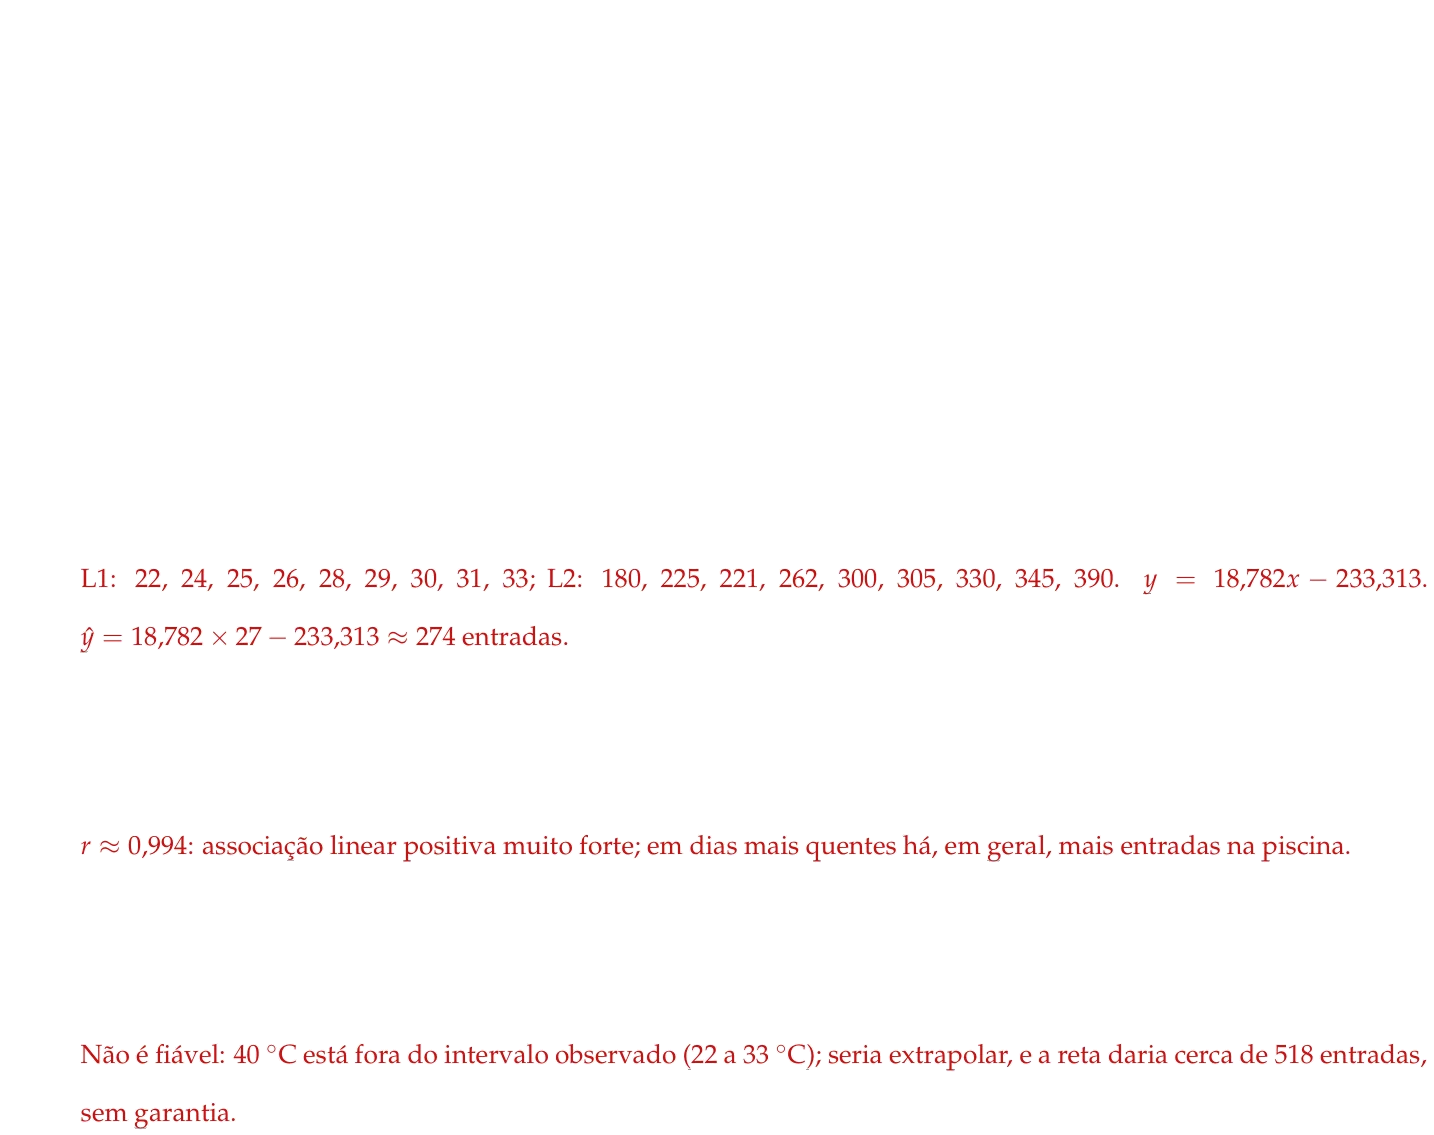 L1: 22, 24, 25, 26, 28, 29, 30, 31, 33; L2: 180, 225, 221, 262, 300, 305, 330, 345, 390. y = 18,782x − 233,313.
ŷ = 18,782 × 27 − 233,313 ≈ 274 entradas.
r ≈ 0,994: associação linear positiva muito forte; em dias mais quentes há, em geral, mais entradas na piscina.
Não é fiável: 40 °C está fora do intervalo observado (22 a 33 °C); seria extrapolar, e a reta daria cerca de 518 entradas,
sem garantia.